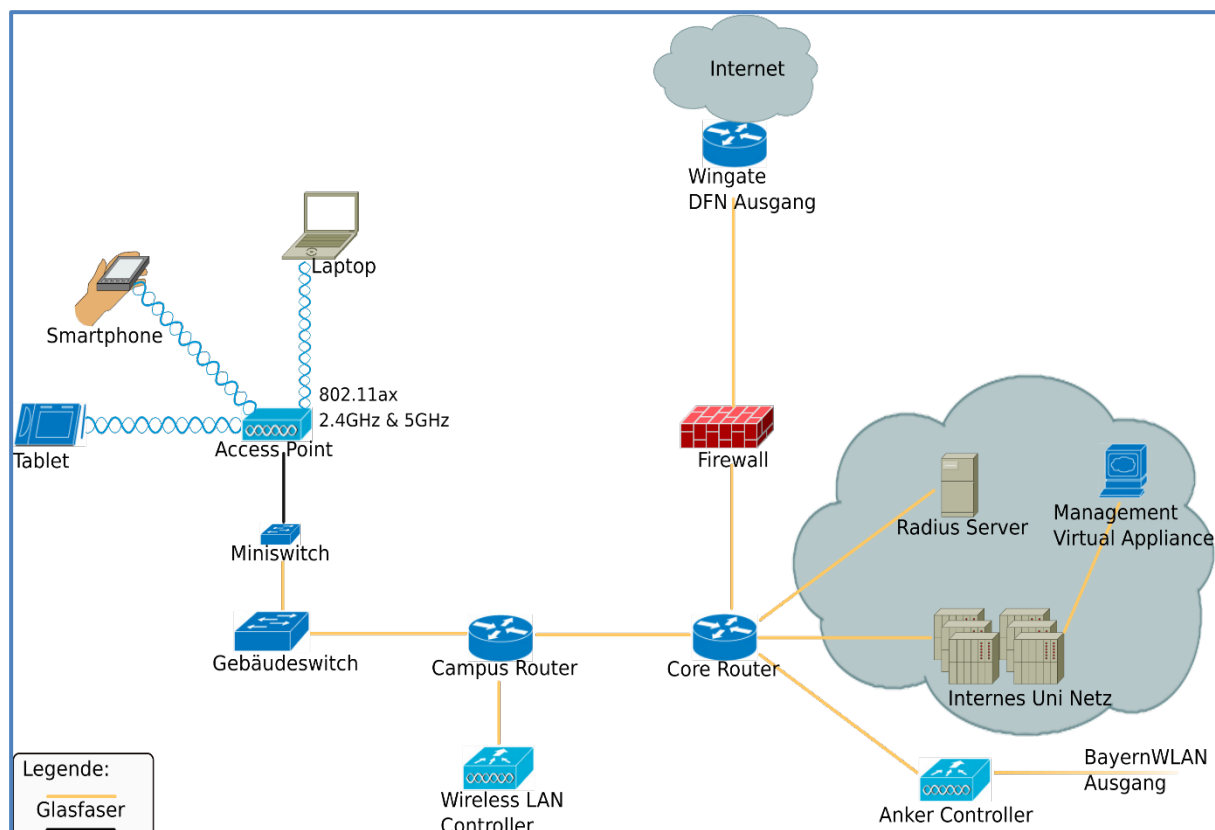 Internet
Wingate
DFN Ausgang
Laptop
Smartphone
802.11ax
2.4GHz & 5GHz
Tablet
Access Point
Firewall
Radius Server
Management
Virtual Appliance
Miniswitch
Gebäudeswitch
Campus Router
Core Router
Internes Uni Netz
Wireless LAN
Controller
Anker Controller
BayernWLAN
Ausgang
Legende:
Glasfaser